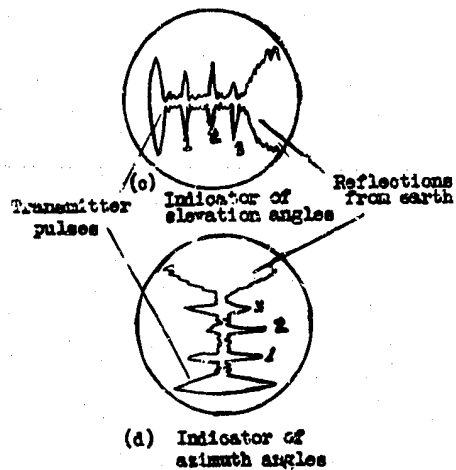 1 2 3
(c) Indicator of
elevation angles
Transmitter
pulses
Reflections
from earth
3
2
1
(d) Indicator of
azimuth angles